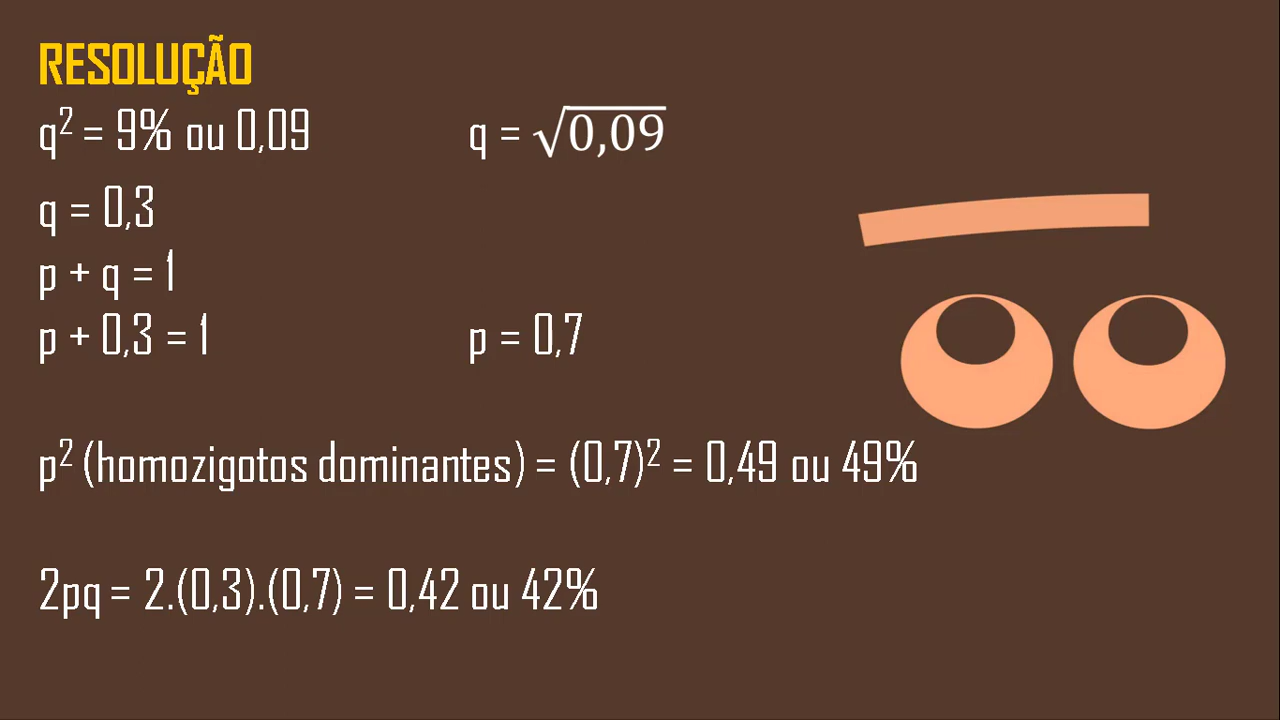 RESOLUÇÃO
q² = 9% ou 0,09 q = √0,09
q = 0,3
p + q = 1
p + 0,3 = 1 p = 0,7
p² (homozigotos dominantes) = (0,7)² = 0,49 ou 49%
2pq = 2.(0,3).(0,7) = 0,42 ou 42%